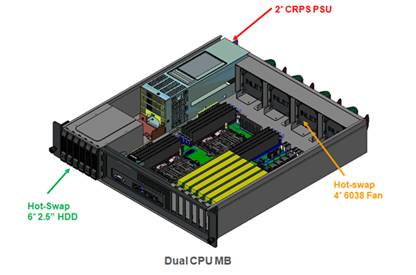 2" CRPS PSU
Hot-Swap
6" 2.5" HDD
Hot-swap
4" 6038 Fan
Dual CPU MB